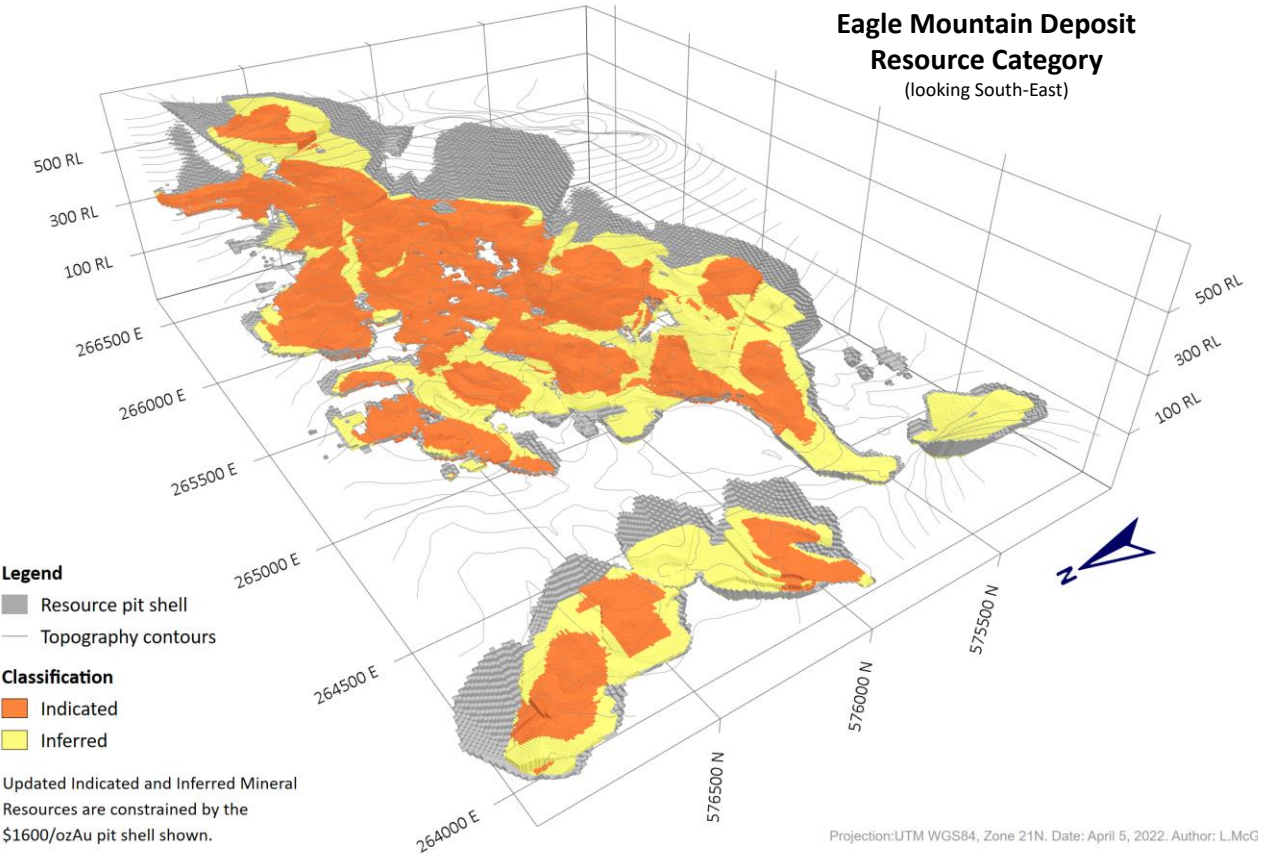 Eagle Mountain Deposit
Resource Category
(looking South-East)
500 RL
300 RL
100 RL
266500 E
266000 E
265500 E
265000 E
264500 E
264000 E
500 RL
300 RL
100 RL
575500 N
576000 N
576500 N
N
Legend
Resource pit shell
Topography contours
Classification
Indicated
Inferred
Updated Indicated and Inferred Mineral
Resources are constrained by the
$1600/ozAu pit shell shown.
Projection:UTM WGS84, Zone 21N. Date: April 5, 2022. Author: L.McG